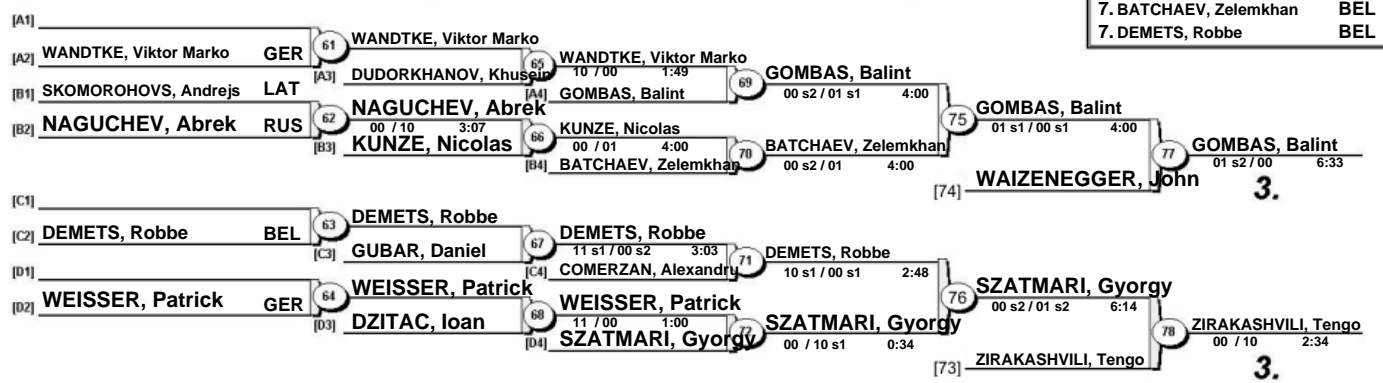 7. BATCHAEV, Zelemkhan BEL
7. DEMETS, Robbe BEL
[A1]
[A2] WANDTKE, Viktor Marko GER
61 WANDTKE, Viktor Marko
[A3] DUDORKHANOV, Khusein
65 WANDTKE, Viktor Marko
10 / 00 1:49
[A4] GOMBAS, Balint
69 GOMBAS, Balint
00 s2 / 01 s1 4:00
[B1] SKOMOROHOVS, Andrejs LAT
[B2] NAGUCHEV, Abrek RUS
62 NAGUCHEV, Abrek
00 / 10 3:07
[B3] KUNZE, Nicolas
66 KUNZE, Nicolas
00 / 01 4:00
[B4] BATCHAEV, Zelemkhan
70 BATCHAEV, Zelemkhan
00 s2 / 01 4:00
75 GOMBAS, Balint
01 s1 / 00 s1 4:00
[74] WAIZENEGGER, John
77 GOMBAS, Balint
01 s2 / 00 6:33
3.
[C1]
[C2] DEMETS, Robbe BEL
63 DEMETS, Robbe
[C3] GUBAR, Daniel
67 DEMETS, Robbe
11 s1 / 00 s2 3:03
[C4] COMERZAN, Alexandru
71 DEMETS, Robbe
10 s1 / 00 s1 2:48
[D1]
[D2] WEISSER, Patrick GER
64 WEISSER, Patrick
[D3] DZITAC, Ioan
68 WEISSER, Patrick
11 / 00 1:00
[D4] SZATMARI, Gyorgy
72 SZATMARI, Gyorgy
00 / 10 s1 0:34
76 SZATMARI, Gyorgy
00 s2 / 01 s2 6:14
[73] ZIRAKASHVILI, Tengo
78 ZIRAKASHVILI, Tengo
00 / 10 2:34
3.